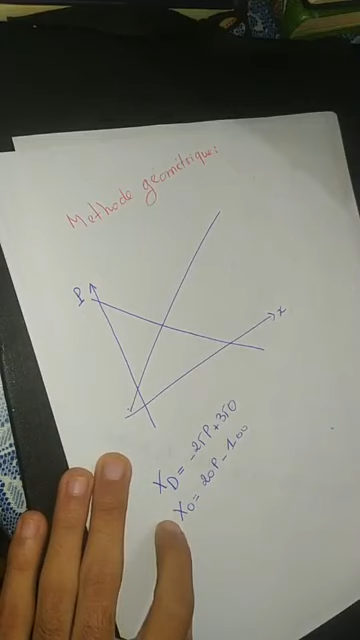 Methode géométrique:
P
x
XD = -25P + 350
XO = 20P - 100